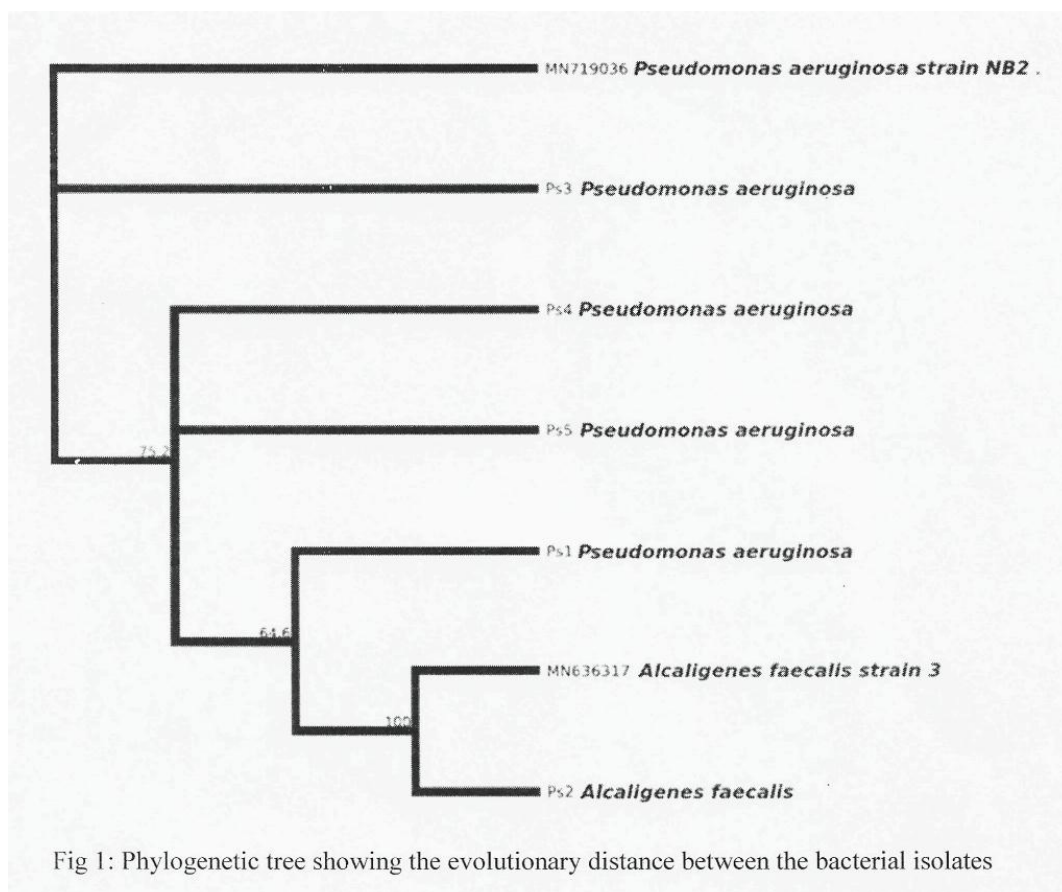 MN719036 Pseudomonas aeruginosa strain NB2 .
Ps3 Pseudomonas aeruginosa
Ps4 Pseudomonas aeruginosa
Ps5 Pseudomonas aeruginosa
75.2
Ps1 Pseudomonas aeruginosa
64.6
MN636317 Alcaligenes faecalis strain 3
100
Ps2 Alcaligenes faecalis
Fig 1: Phylogenetic tree showing the evolutionary distance between the bacterial isolates